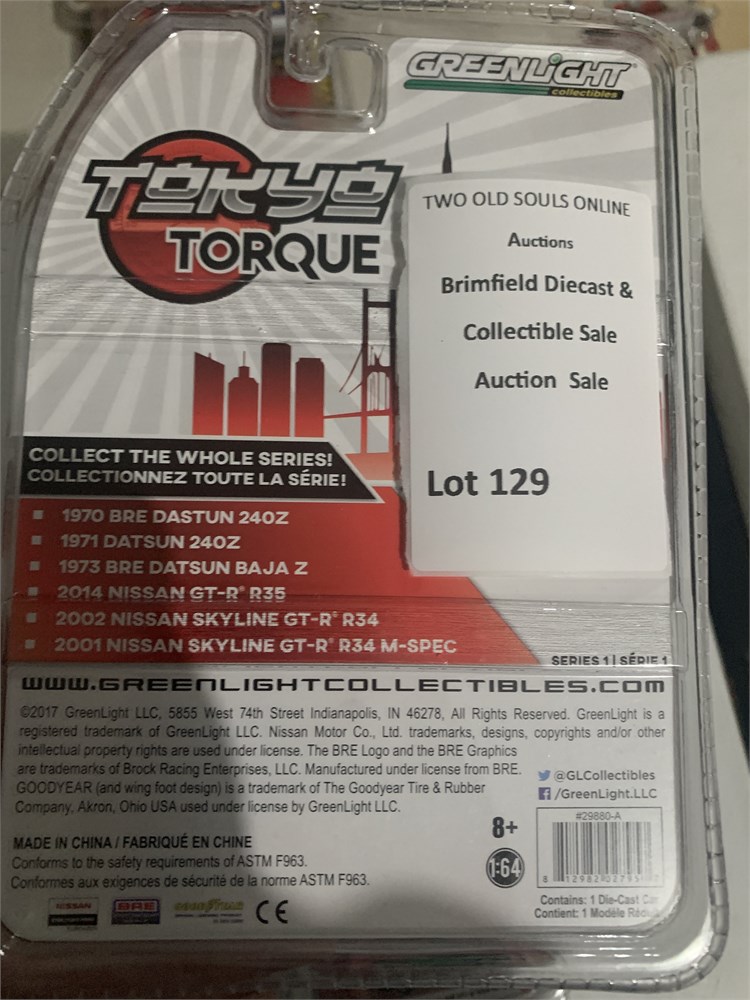 GREENLIGHT®
collectibles
TOKYO
TORQUE
TWO OLD SOULS ONLINE
Auctions
Brimfield Diecast &
Collectible Sale
Auction Sale
Lot 129
COLLECT THE WHOLE SERIES!
COLLECTIONNEZ TOUTE LA SÉRIE!
■ 1970 BRE DASTUN 240Z
■ 1971 DATSUN 240Z
■ 1973 BRE DATSUN BAJA Z
■ 2014 NISSAN GT-R® R35
■ 2002 NISSAN SKYLINE GT-R® R34
■ 2001 NISSAN SKYLINE GT-R® R34 M-SPEC
SERIES 1 | SÉRIE 1
WWW.GREENLIGHTCOLLECTIBLES.COM
©2017 GreenLight LLC, 5855 West 74th Street Indianapolis, IN 46278, All Rights Reserved. GreenLight is a
registered trademark of GreenLight LLC. Nissan Motor Co., Ltd. trademarks, designs, copyrights and/or other
intellectual property rights are used under license. The BRE Logo and the BRE Graphics
are trademarks of Brock Racing Enterprises, LLC. Manufactured under license from BRE.
GOODYEAR (and wing foot design) is a trademark of The Goodyear Tire & Rubber
Company, Akron, Ohio USA used under license by GreenLight LLC.
@GLCollectibles
/GreenLight.LLC
8+
1:64
#29880-A
MADE IN CHINA / FABRIQUÉ EN CHINE
Conforms to the safety requirements of ASTM F963.
Conformes aux exigences de sécurité de la norme ASTM F963.
Contains: 1 Die-Cast Car
Contient: 1 Modèle Réduit
NISSAN
BRE
GOODYEAR
CE